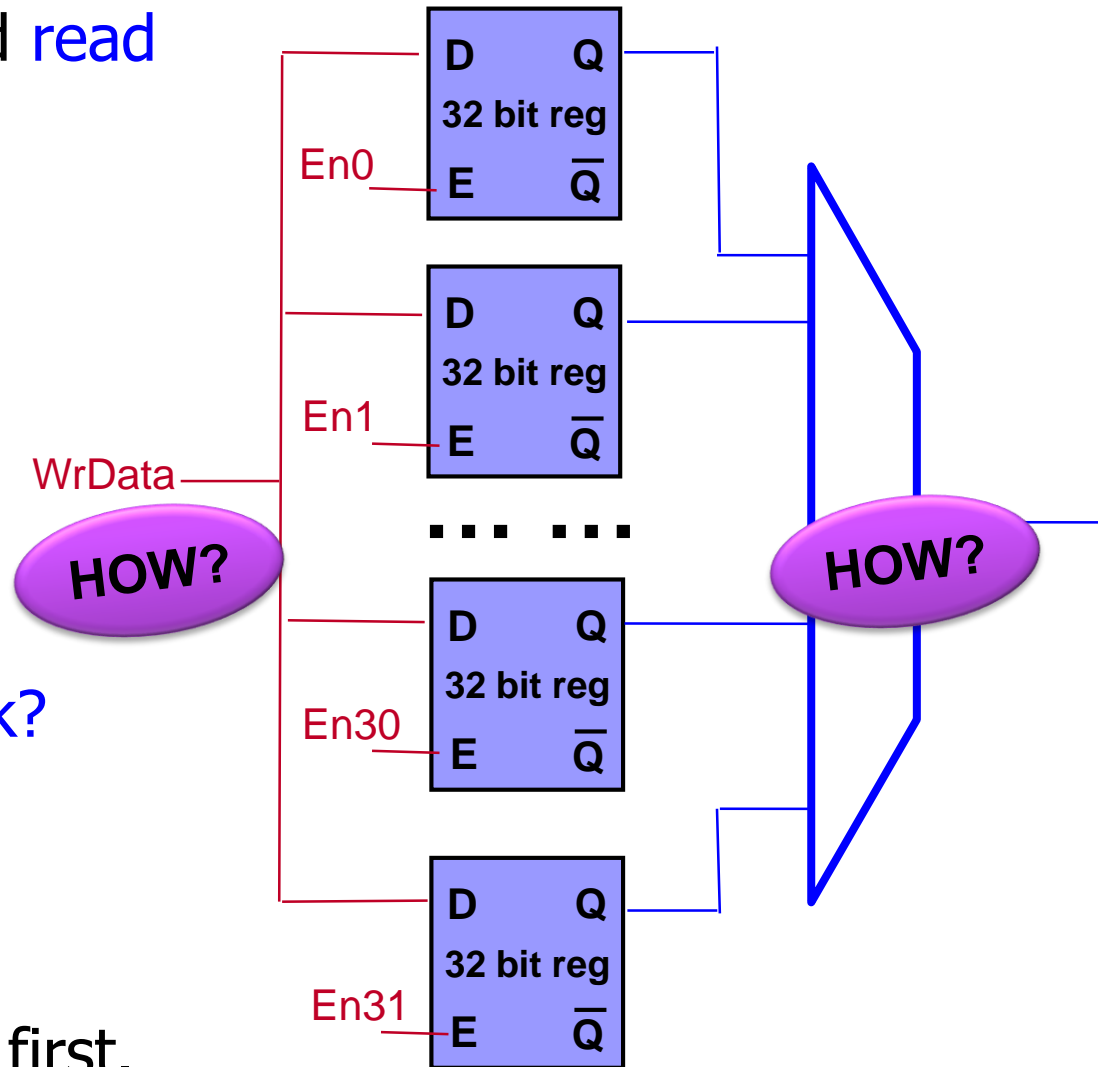 read
D Q
32 bit reg
En0
E Q̅
D Q
32 bit reg
En1
E Q̅
WrData
... ...
HOW?
HOW?
D Q
32 bit reg
k?
En30
E Q̅
D Q
32 bit reg
En31
E Q̅
first.